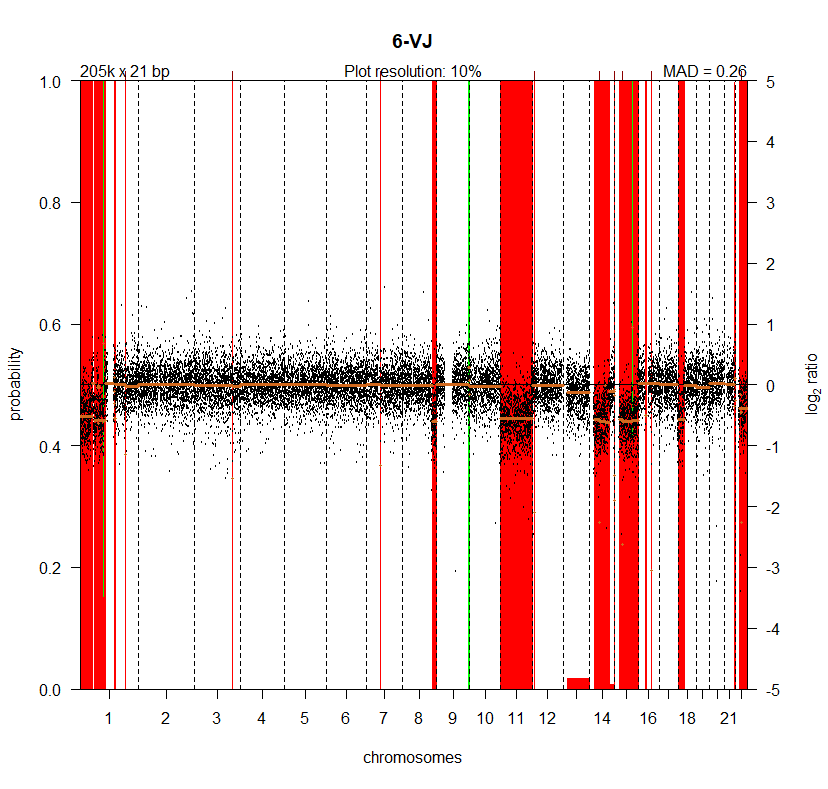 6-VJ
205k x 21 bp Plot resolution: 10% MAD = 0.26
1.0 5
4
0.8 3
2
0.6 1
probability 0 log2 ratio
0.4 -1
-2
0.2 -3
-4
0.0 -5
1 2 3 4 5 6 7 8 9 10 11 12 14 16 18 21
chromosomes